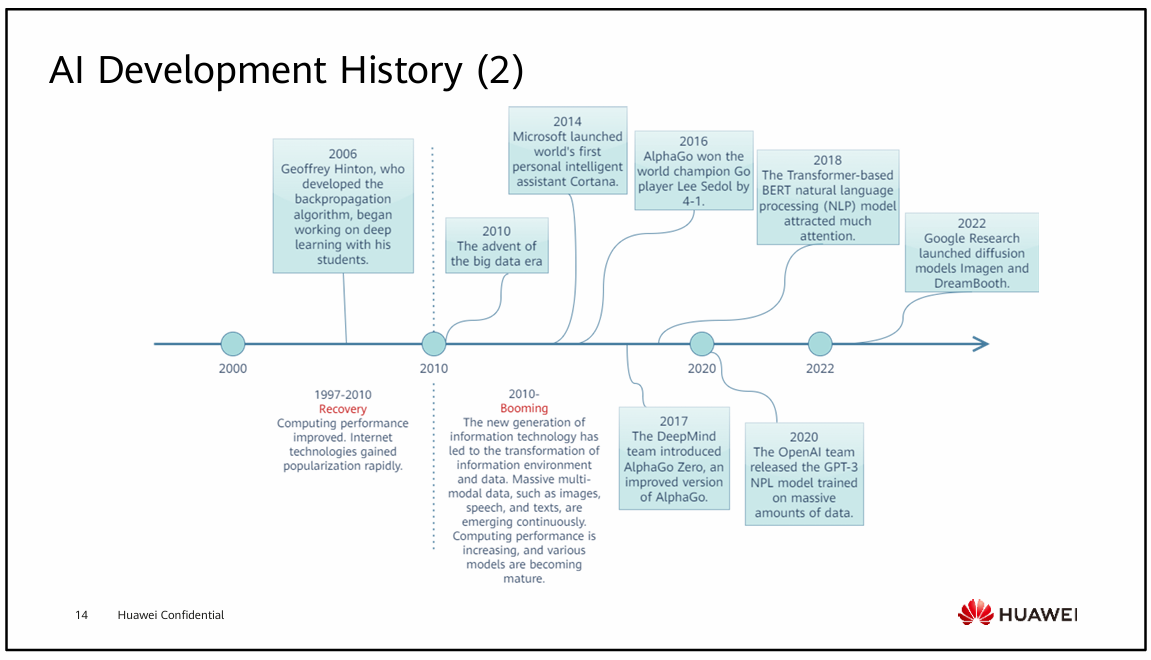 AI Development History (2)
2006
Geoffrey Hinton, who
developed the
backpropagation
algorithm, began
working on deep
learning with his
students.
2010
The advent of
the big data era
2014
Microsoft launched
world's first
personal intelligent
assistant Cortana.
2016
AlphaGo won the
world champion Go
player Lee Sedol by
4-1.
2018
The Transformer-based
BERT natural language
processing (NLP) model
attracted much
attention.
2022
Google Research
launched diffusion
models Imagen and
DreamBooth.
2000
2010
2020
2022
1997-2010
Recovery
Computing performance
improved. Internet
technologies gained
popularization rapidly.
2010-
Booming
The new generation of
information technology has
led to the transformation of
information environment
and data. Massive multi-
modal data, such as images,
speech, and texts, are
emerging continuously.
Computing performance is
increasing, and various
models are becoming
mature.
2017
The DeepMind
team introduced
AlphaGo Zero, an
improved version
of AlphaGo.
2020
The OpenAI team
released the GPT-3
NPL model trained
on massive
amounts of data.
14
Huawei Confidential
HUAWEI